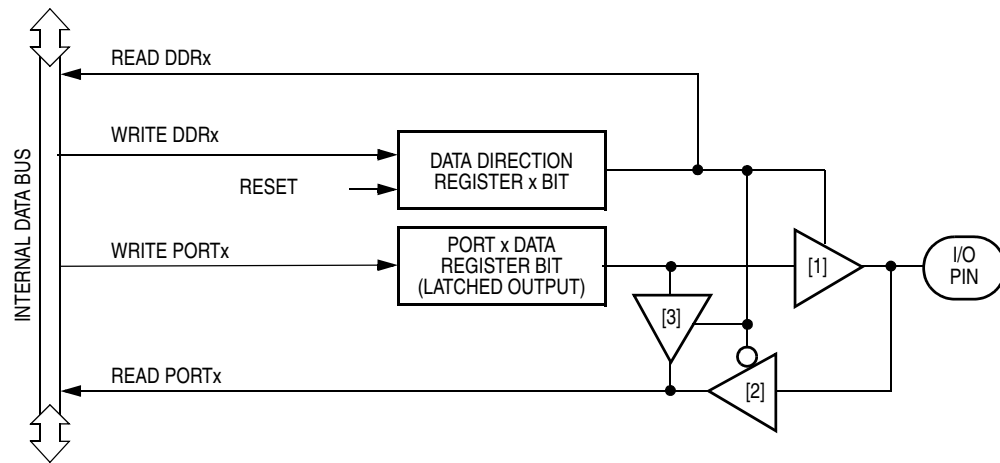 READ DDRx
WRITE DDRx
DATA DIRECTION
REGISTER x BIT
RESET
INTERNAL DATA BUS
WRITE PORTx
PORT x DATA
REGISTER BIT
(LATCHED OUTPUT)
[1]
I/O
PIN
[3]
READ PORTx
[2]